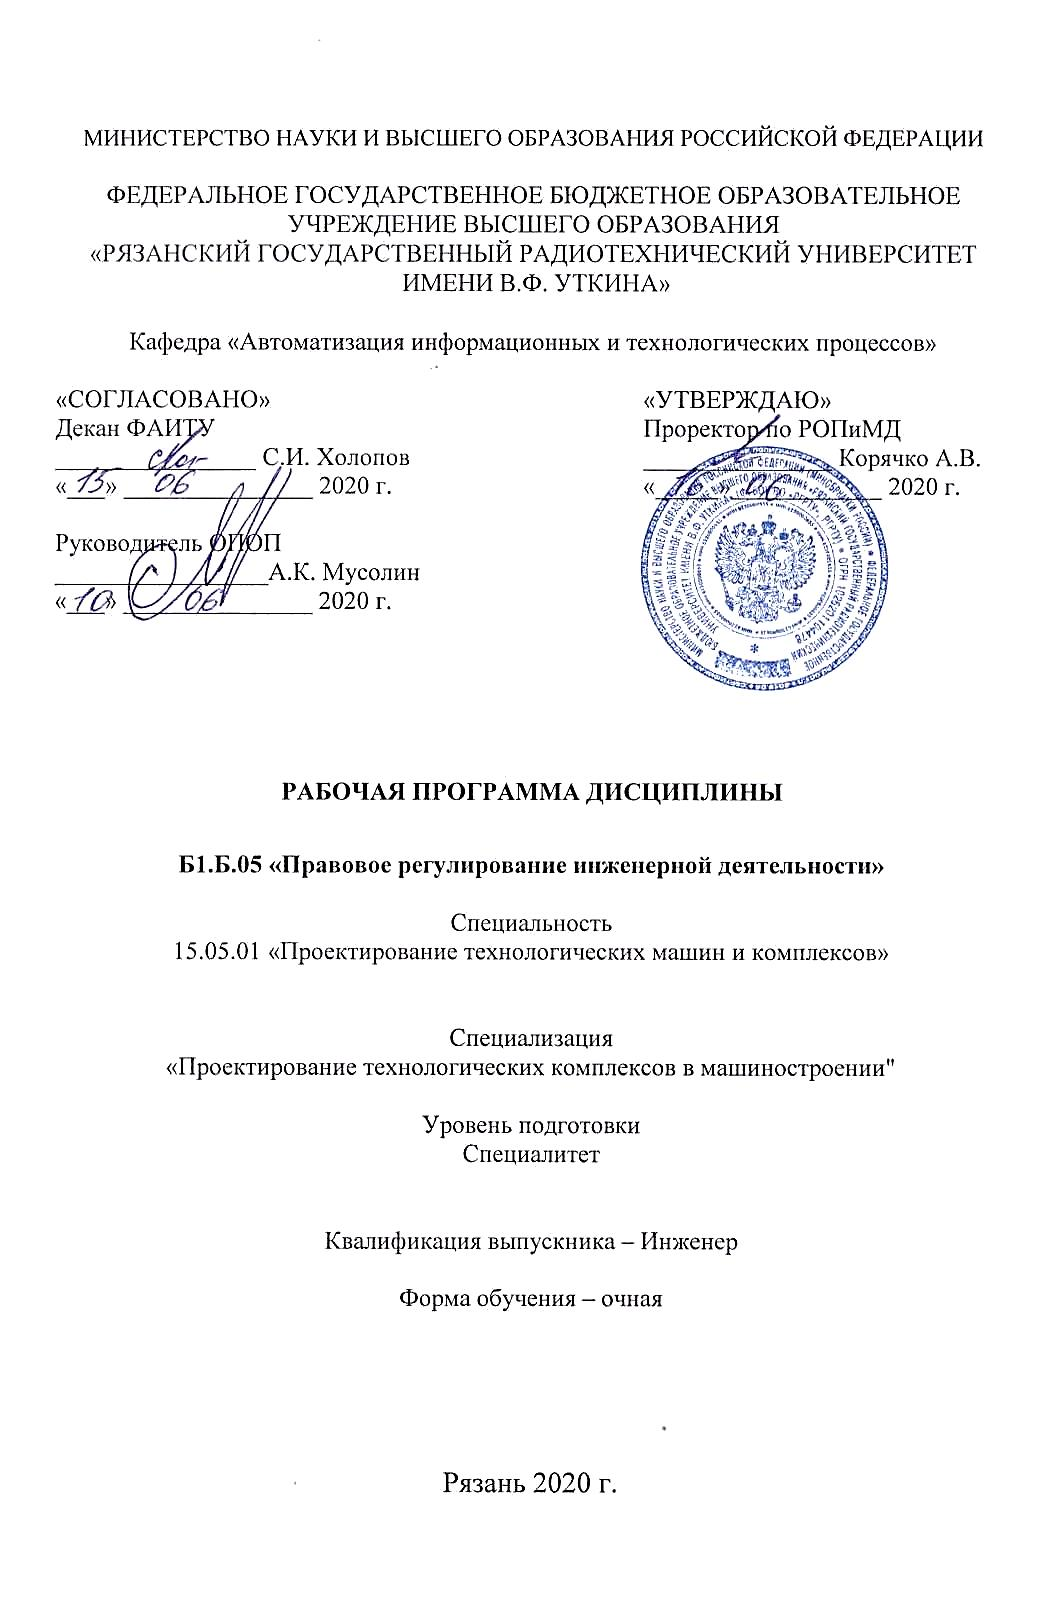 МИНИСТЕРСТВО НАУКИ И ВЫСШЕГО ОБРАЗОВАНИЯ РОССИЙСКОЙ ФЕДЕРАЦИИ
ФЕДЕРАЛЬНОЕ ГОСУДАРСТВЕННОЕ БЮДЖЕТНОЕ ОБРАЗОВАТЕЛЬНОЕ
УЧРЕЖДЕНИЕ ВЫСШЕГО ОБРАЗОВАНИЯ
«РЯЗАНСКИЙ ГОСУДАРСТВЕННЫЙ РАДИОТЕХНИЧЕСКИЙ УНИВЕРСИТЕТ
ИМЕНИ В.Ф. УТКИНА»
Кафедра «Автоматизация информационных и технологических процессов»
«СОГЛАСОВАНО»
Декан ФАИТУ
С.И. Холопов
«15» 06 2020 г.
Руководитель ОПОП
А.К. Мусолин
«10» 06 2020 г.
«УТВЕРЖДАЮ»
Проректор по РОПиМД
Корячко А.В.
«15» 06 2020 г.
РАБОЧАЯ ПРОГРАММА ДИСЦИПЛИНЫ
Б1.Б.05 «Правовое регулирование инженерной деятельности»
Специальность
15.05.01 «Проектирование технологических машин и комплексов»
Специализация
«Проектирование технологических комплексов в машиностроении"
Уровень подготовки
Специалитет
Квалификация выпускника – Инженер
Форма обучения – очная
Рязань 2020 г.